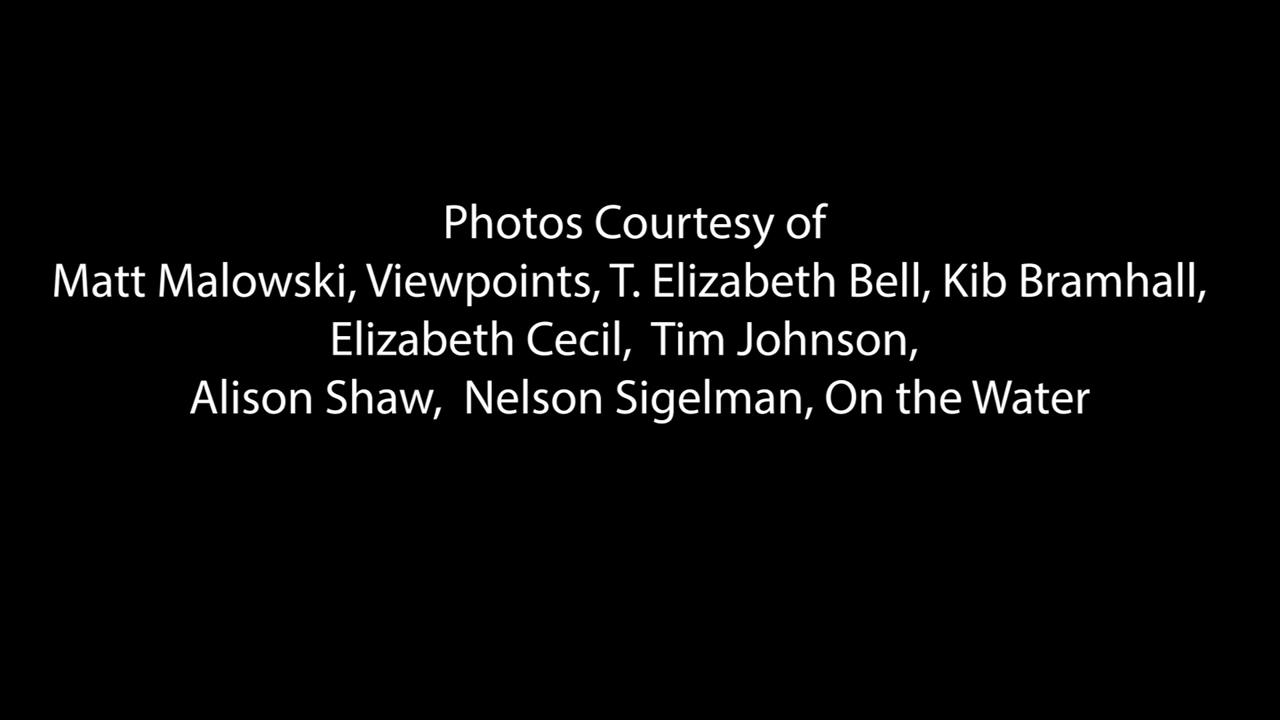 Photos Courtesy of
Matt Malowski, Viewpoints, T. Elizabeth Bell, Kib Bramhall,
Elizabeth Cecil,  Tim Johnson,
Alison Shaw,  Nelson Sigelman, On the Water